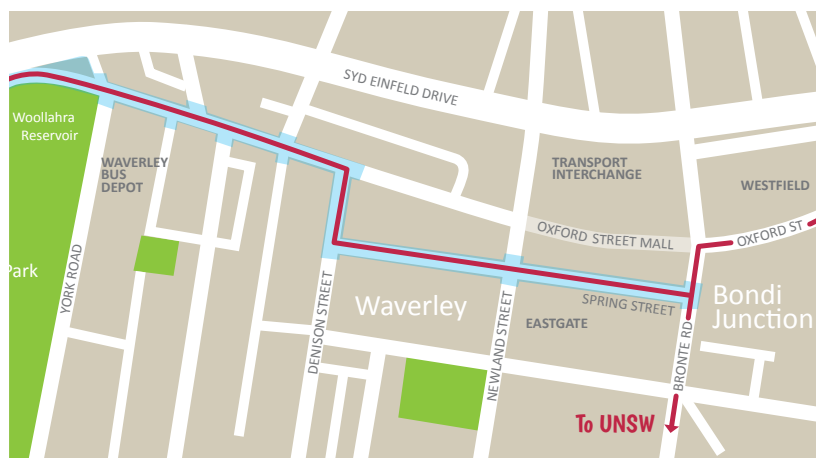 SYD EINFELD DRIVE
Woollahra
Reservoir
WAVERLEY
BUS
DEPOT
TRANSPORT
INTERCHANGE
WESTFIELD
OXFORD STREET MALL
OXFORD ST
Park
YORK ROAD
DENISON STREET
Waverley
NEWLAND STREET
SPRING STREET
EASTGATE
Bondi
Junction
BRONTE RD
To UNSW